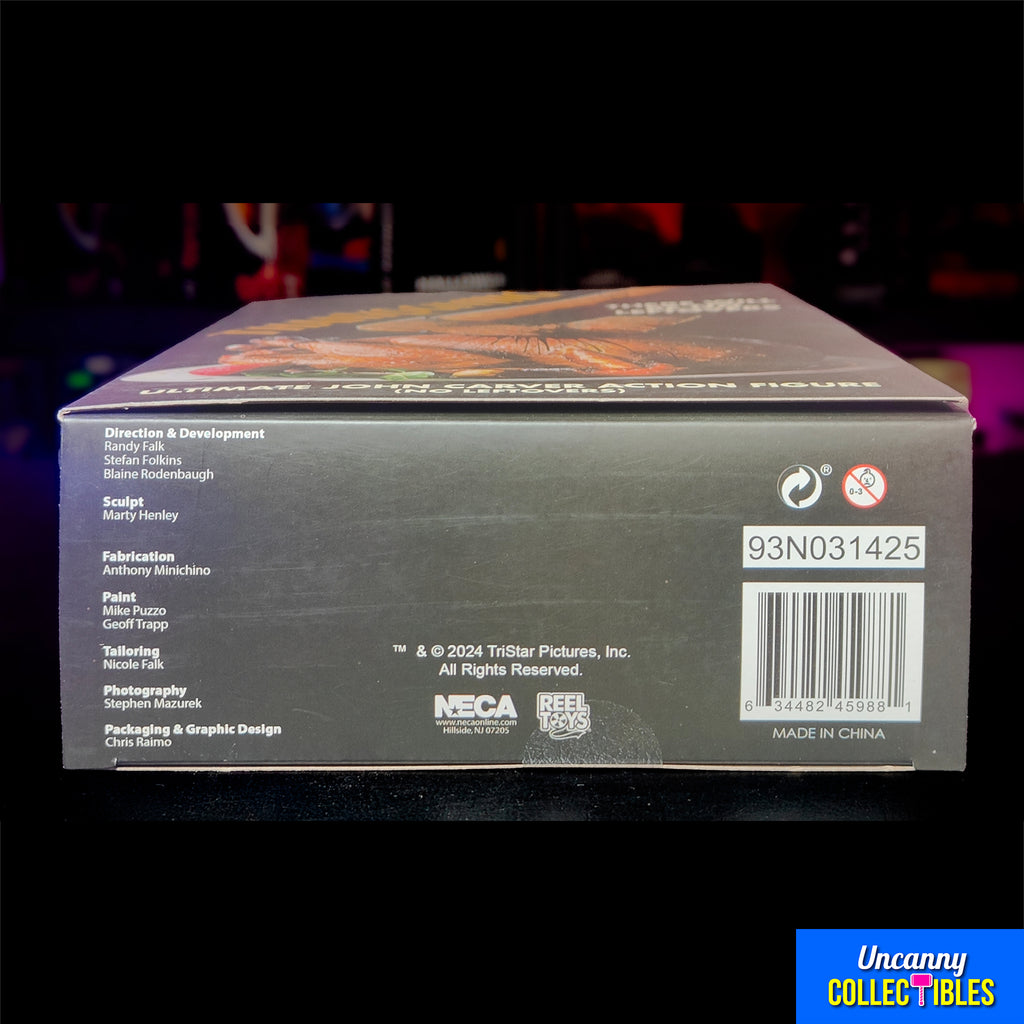 THERE WILL
LEFTOVERS
ULTIMATE JOHN CARVER ACTION FIGURE
(NO LEFTOVERS)
Direction & Development
Randy Falk
Stefan Folkins
Blaine Rodenbaugh
Sculpt
Marty Henley
Fabrication
Anthony Minichino
Paint
Mike Puzzo
Geoff Trapp
Tailoring
Nicole Falk
Photography
Stephen Mazurek
Packaging & Graphic Design
Chris Raimo
™ & © 2024 TriStar Pictures, Inc.
All Rights Reserved.
NECA
www.necaonline.com
Hillside, NJ 07205
REEL
TOYS
®
0-3
93N031425
6 34482 45988 1
MADE IN CHINA
Uncanny
COLLECTIBLES